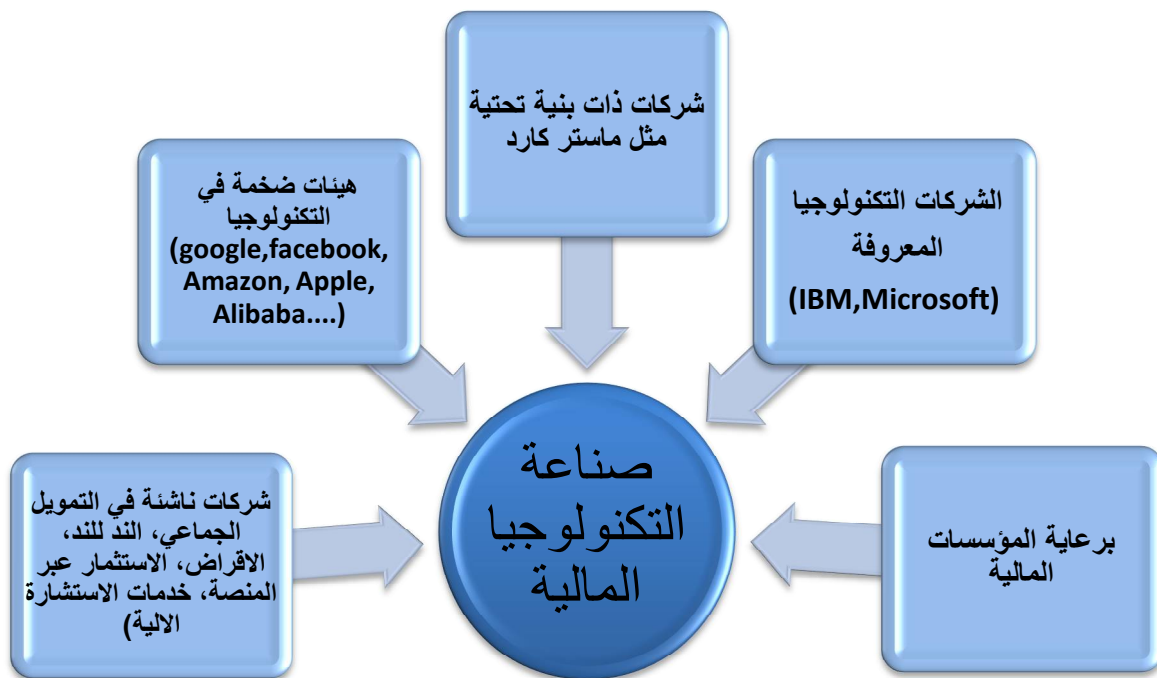 شركات ذات بنية تحتية
مثل ماستر كارد
الشركات التكنولوجيا
المعروفة
(IBM,Microsoft)
هيئات ضخمة في
التكنولوجيا
(google,facebook,
Amazon, Apple,
Alibaba....)
صناعة
التكنولوجيا
المالية
برعاية المؤسسات
المالية
شركات ناشئة في التمويل
الجماعي، الند للند،
الاقراض، الاستثمار عبر
المنصة، خدمات الاستشارة
الالية)